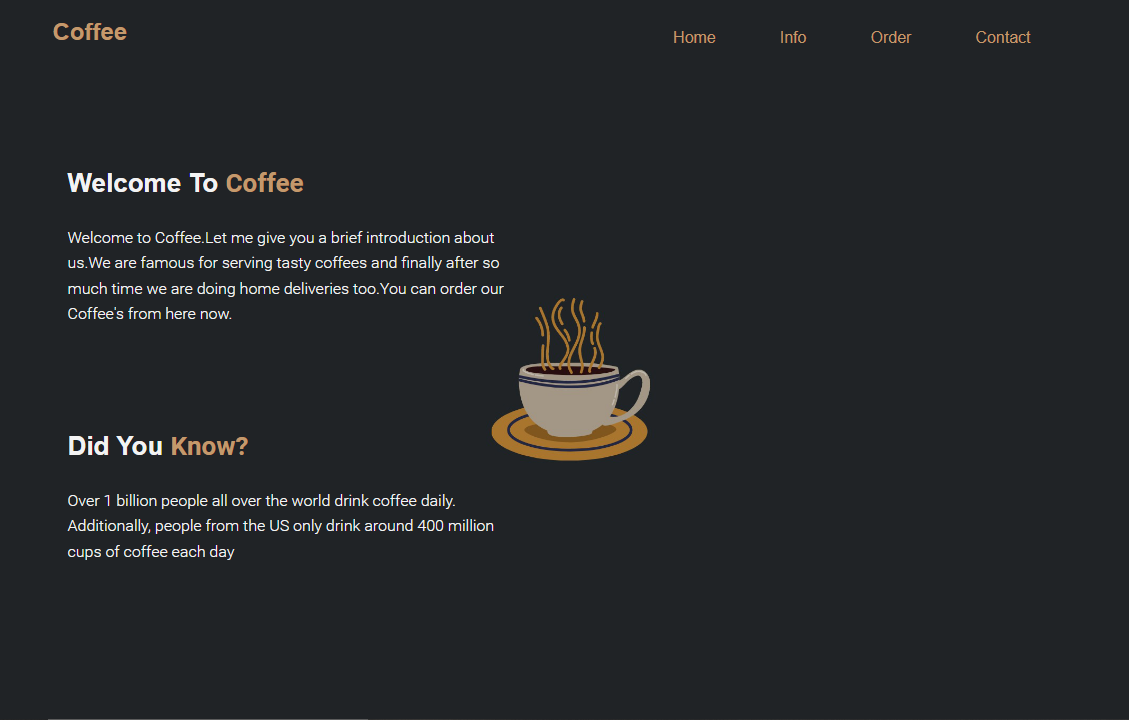 Coffee
Home Info Order Contact
Welcome To Coffee
Welcome to Coffee.Let me give you a brief introduction about
us.We are famous for serving tasty coffees and finally after so
much time we are doing home deliveries too.You can order our
Coffee's from here now.
Did You Know?
Over 1 billion people all over the world drink coffee daily.
Additionally, people from the US only drink around 400 million
cups of coffee each day